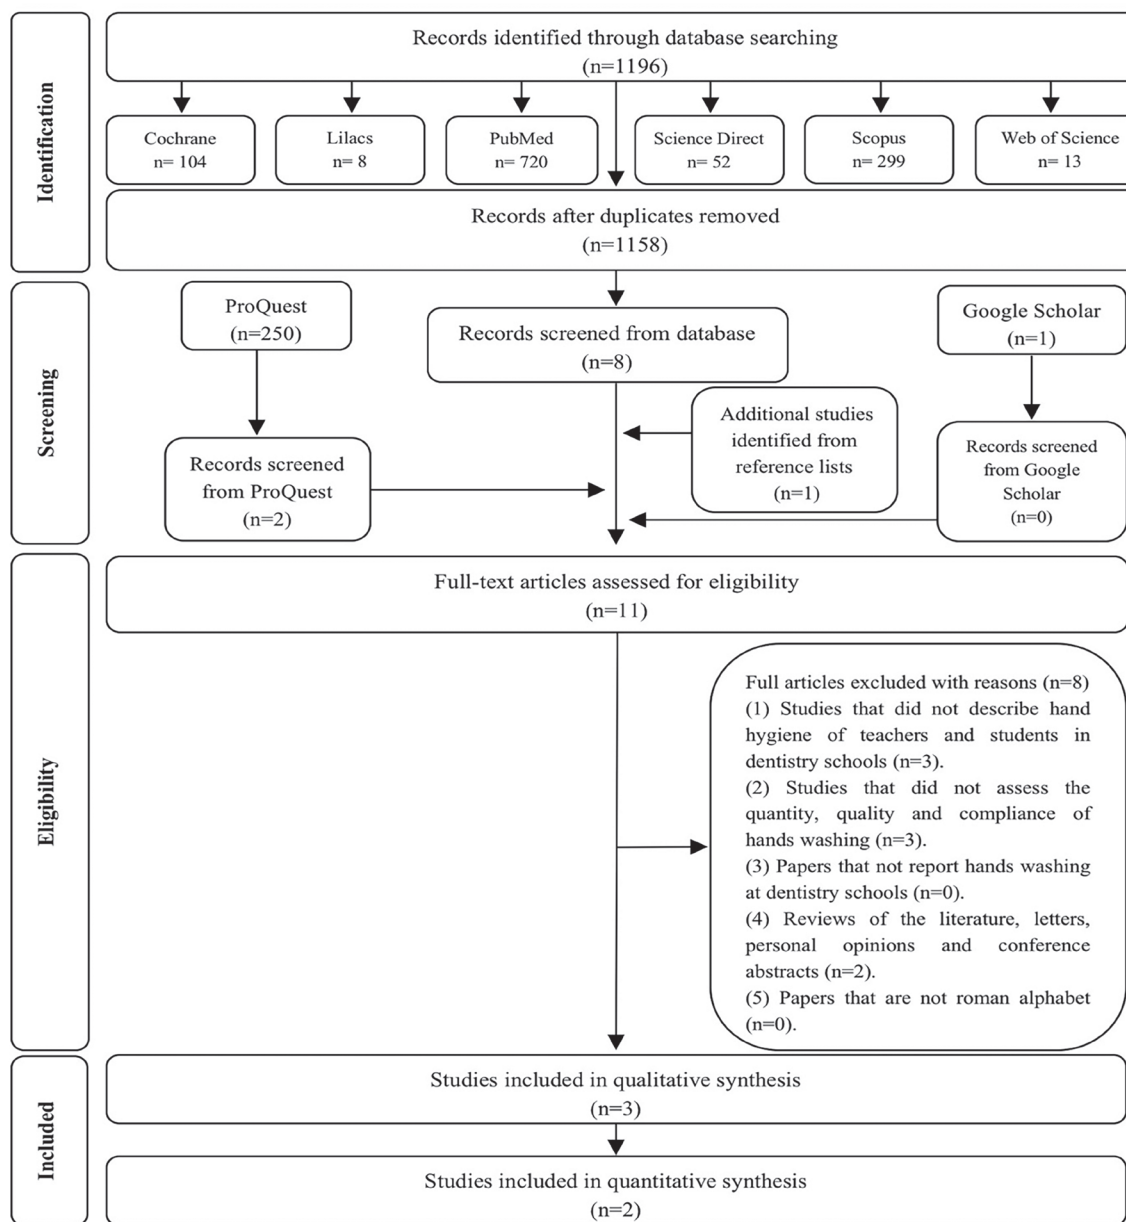 Identification
Records identified through database searching
(n=1196)
Cochrane
n= 104
Lilacs
n= 8
PubMed
n= 720
Science Direct
n= 52
Scopus
n= 299
Web of Science
n= 13
Records after duplicates removed
(n=1158)
Screening
ProQuest
(n=250)
Records screened from database
(n=8)
Google Scholar
(n=1)
Additional studies
identified from
reference lists
(n=1)
Records screened
from ProQuest
(n=2)
Records screened
from Google
Scholar
(n=0)
Eligibility
Full-text articles assessed for eligibility
(n=11)
Full articles excluded with reasons (n=8)
(1) Studies that did not describe hand
hygiene of teachers and students in
dentistry schools (n=3).
(2) Studies that did not assess the
quantity, quality and compliance of
hands washing (n=3).
(3) Papers that not report hands washing
at dentistry schools (n=0).
(4) Reviews of the literature, letters,
personal opinions and conference
abstracts (n=2).
(5) Papers that are not roman alphabet
(n=0).
Included
Studies included in qualitative synthesis
(n=3)
Studies included in quantitative synthesis
(n=2)